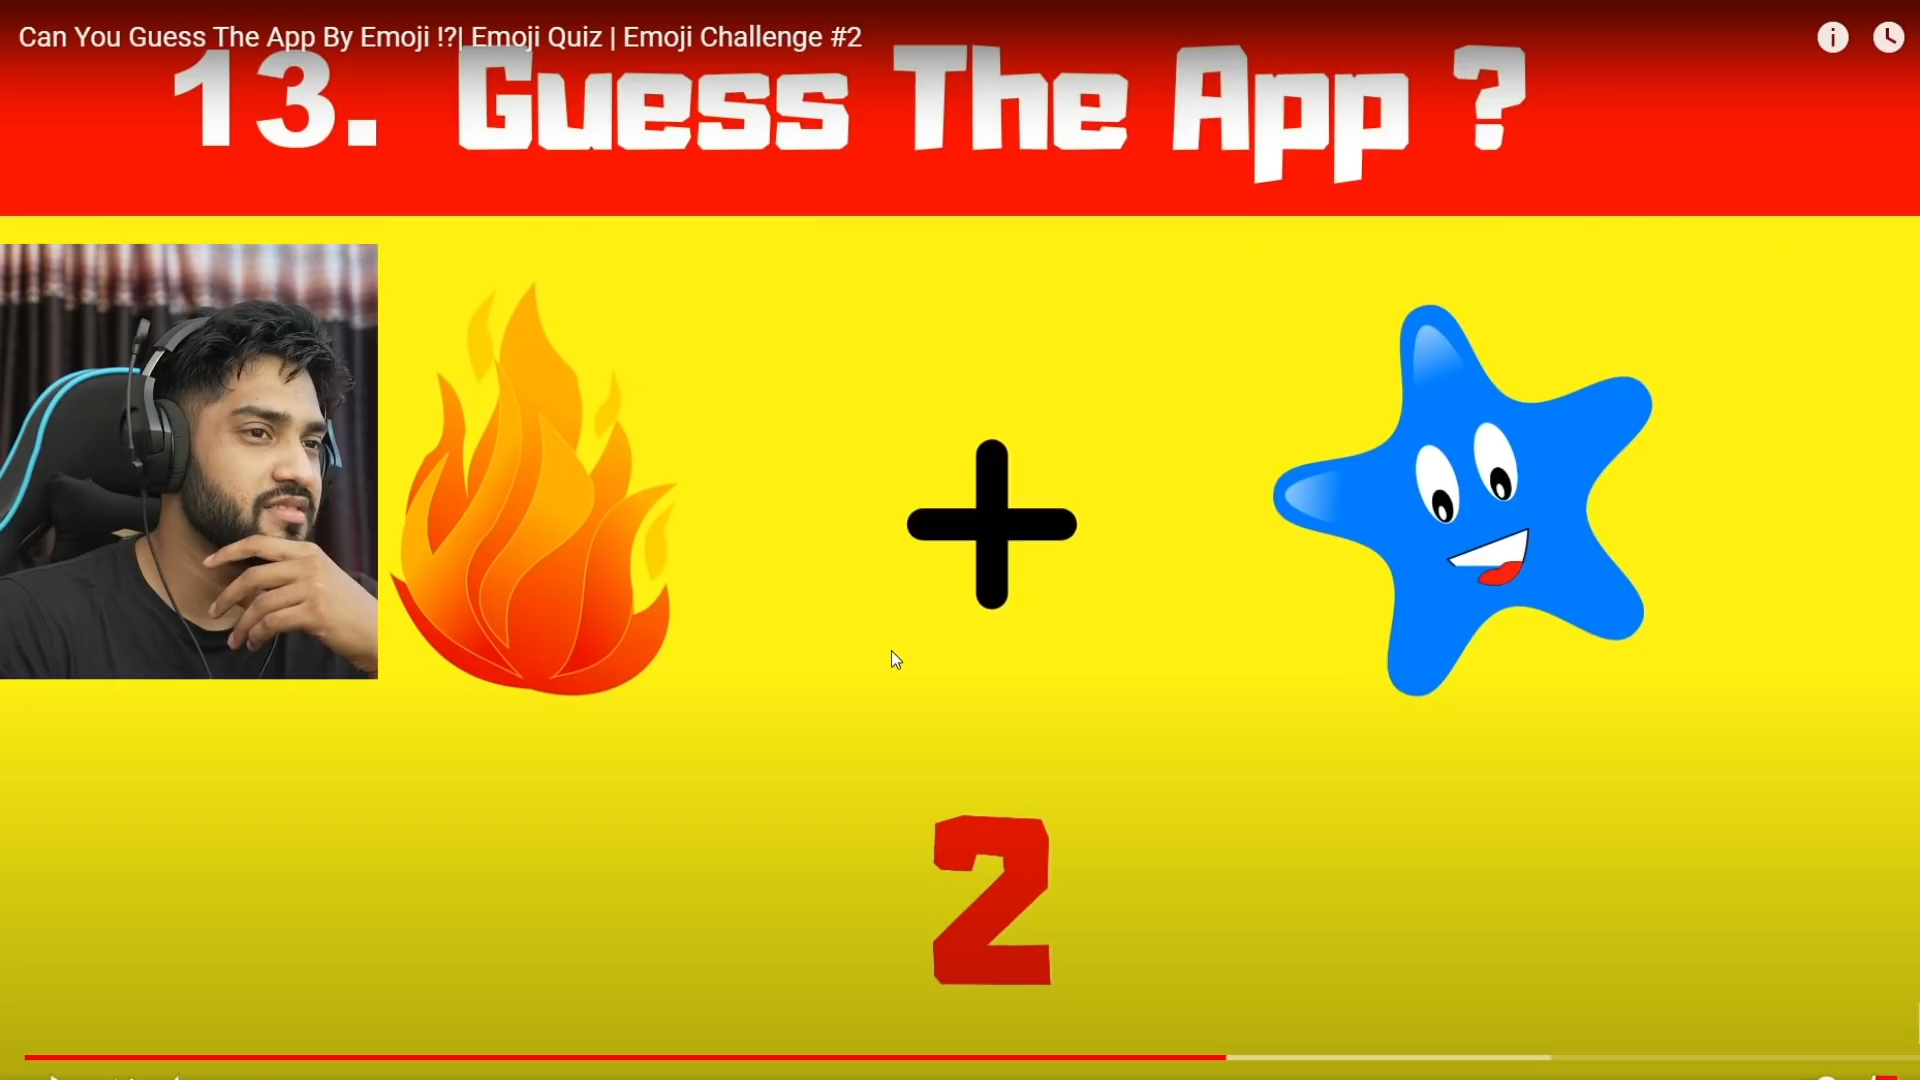 Can You Guess The App By Emoji !?| Emoji Quiz | Emoji Challenge #2
13. Guess The App ?
2